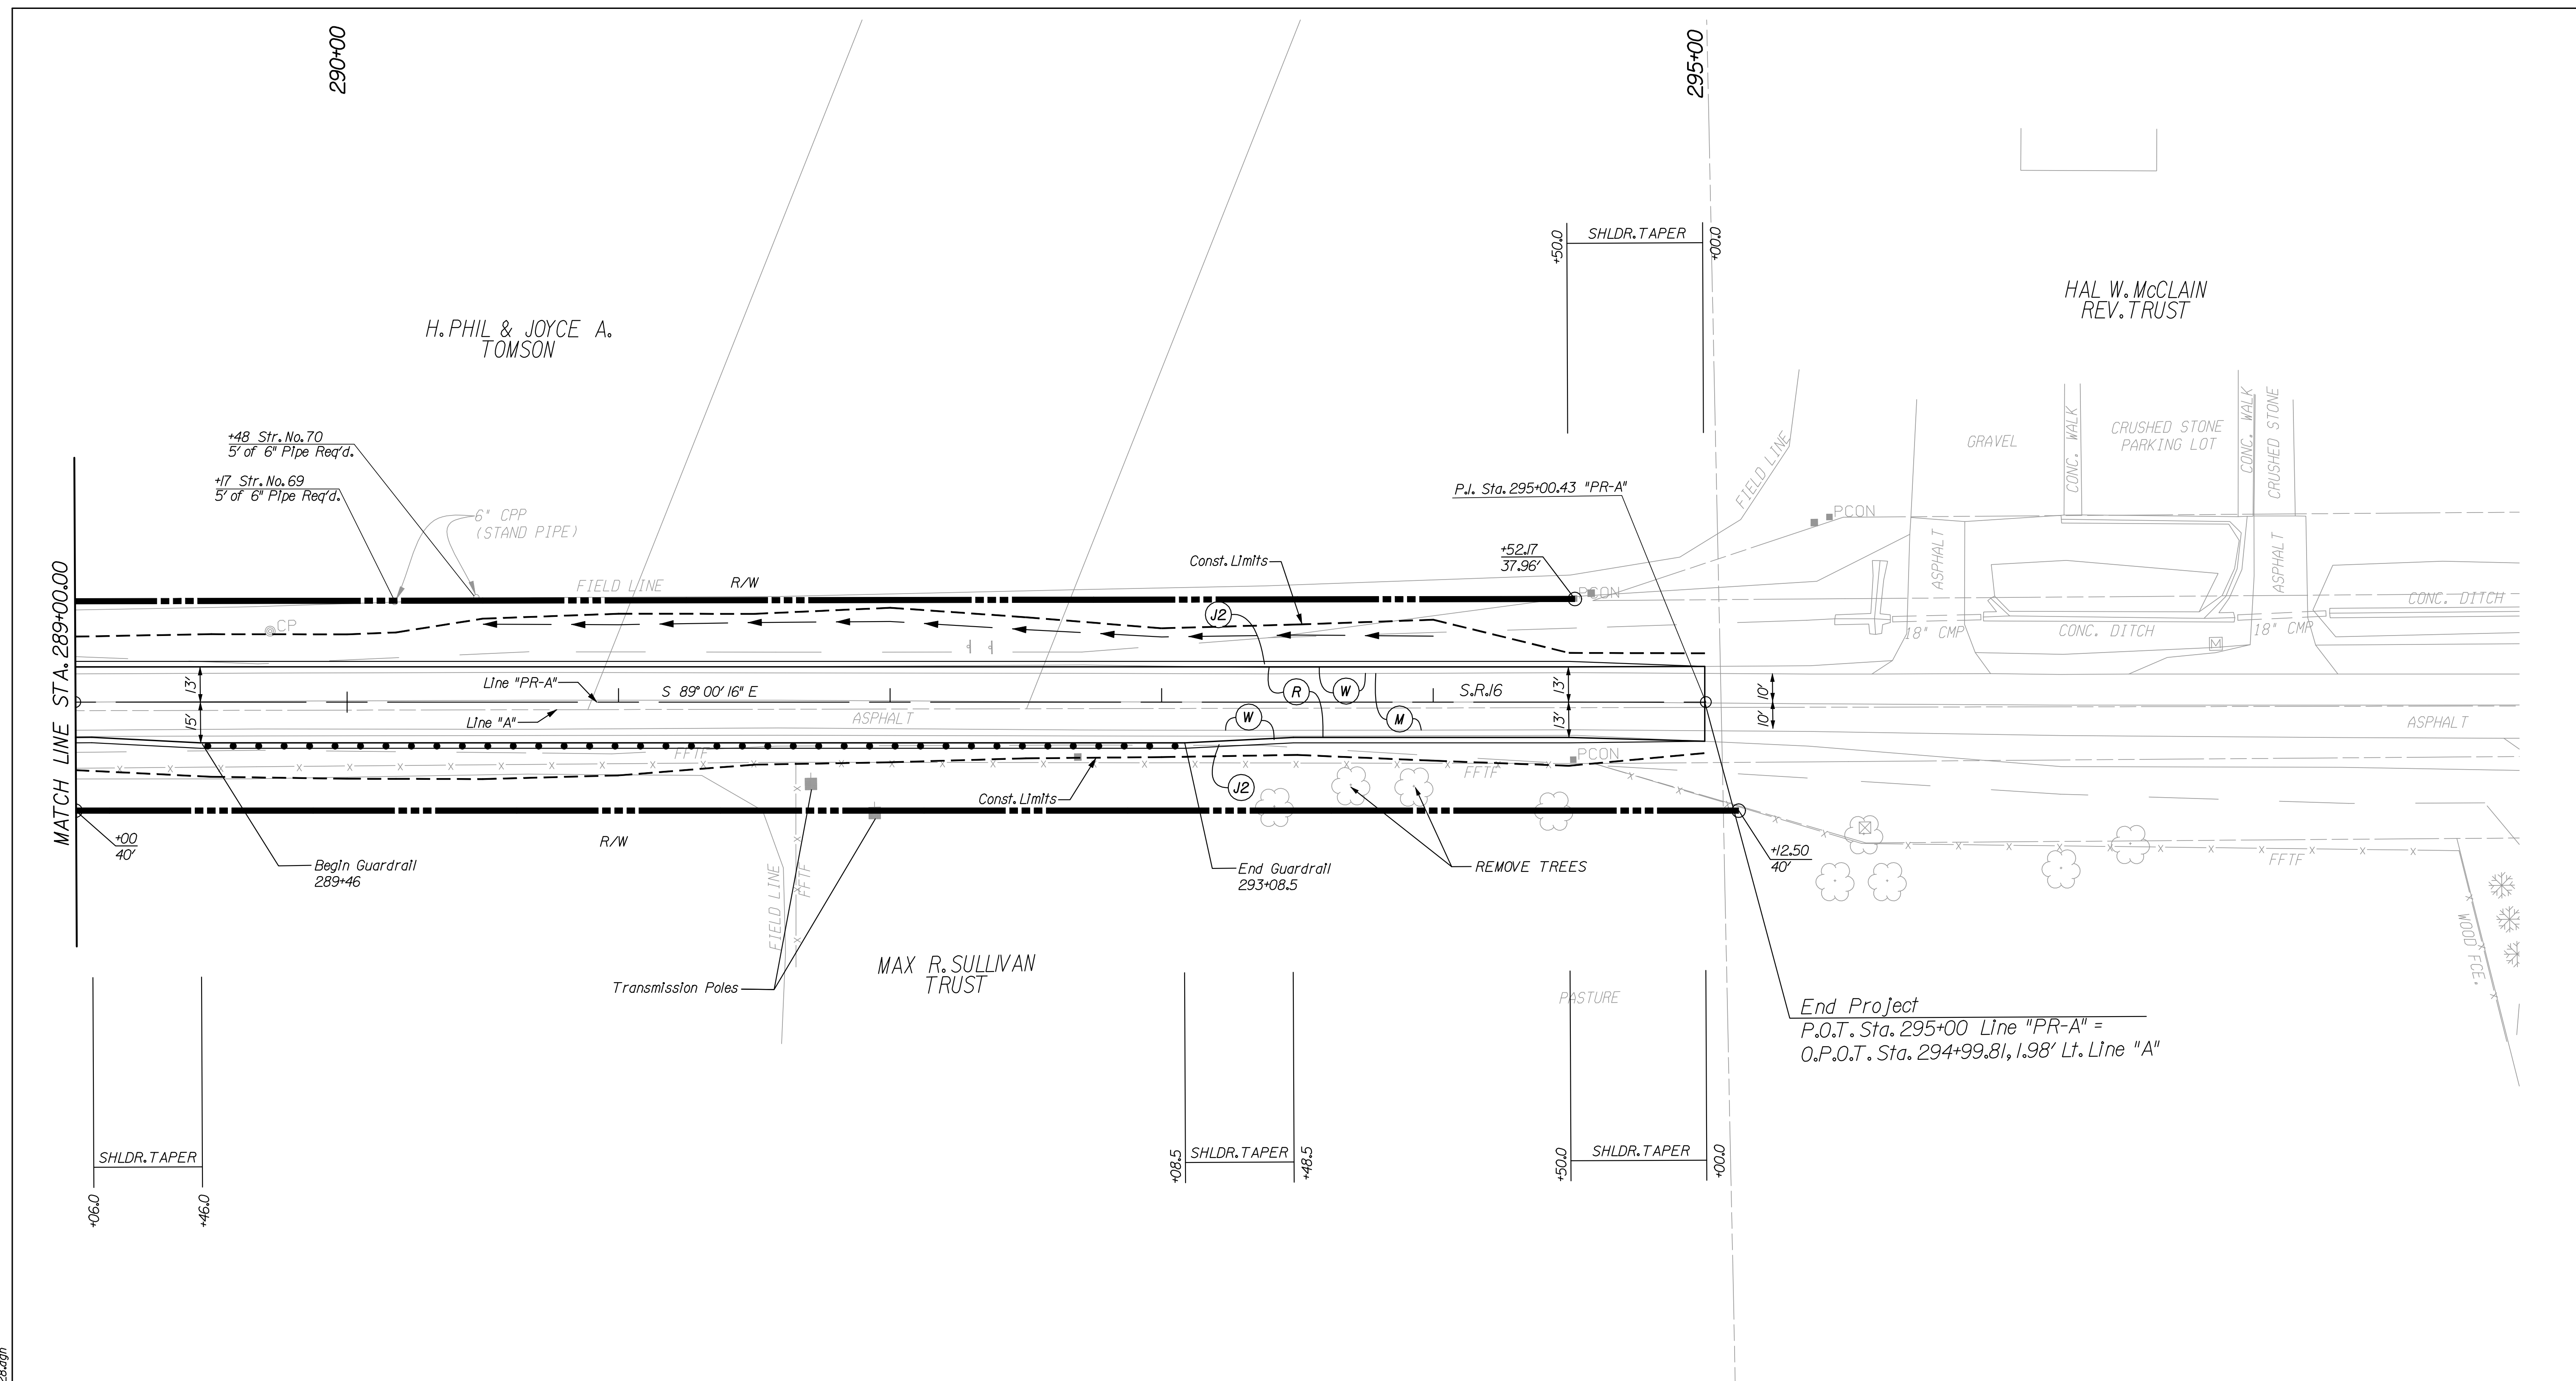 290+00
295+00
+50.0
SHLDR. TAPER
+00.0
HAL W. McCLAIN
REV. TRUST
H. PHIL & JOYCE A.
TOMSON
+48 Str. No. 70
5' of 6" Pipe Req'd.
+17 Str. No. 69
5' of 6" Pipe Req'd.
6" CPP
(STAND PIPE)
P.I. Sta. 295+00.43 "PR-A"
FIELD LINE
GRAVEL
CONC. WALK
CRUSHED STONE
PARKING LOT
CONC. WALK
CRUSHED STONE
PCON
ASPHALT
ASPHALT
+52.17
37.96'
Const. Limits
PCON
FIELD LINE
R/W
MATCH LINE STA. 289+00.00
CP
J2
18" CMP
CONC. DITCH
M
18" CMP
CONC. DITCH
13'
Line "PR-A"
S 89° 00' 16" E
R
W
S.R. 16
13'
10'
15'
Line "A"
ASPHALT
W
M
13'
10'
ASPHALT
FFTF
PCON
FFTF
Const. Limits
J2
+00
40'
R/W
Begin Guardrail
289+46
FIELD LINE
FFTF
End Guardrail
293+08.5
REMOVE TREES
+12.50
40'
FFTF
WOOD FCE.
MAX R. SULLIVAN
TRUST
Transmission Poles
PASTURE
End Project
P.O.T. Sta. 295+00 Line "PR-A" =
O.P.O.T. Sta. 294+99.81, 1.98' Lt. Line "A"
+06.0
SHLDR. TAPER
+46.0
+08.5
SHLDR. TAPER
+48.5
+50.0
SHLDR. TAPER
+00.0